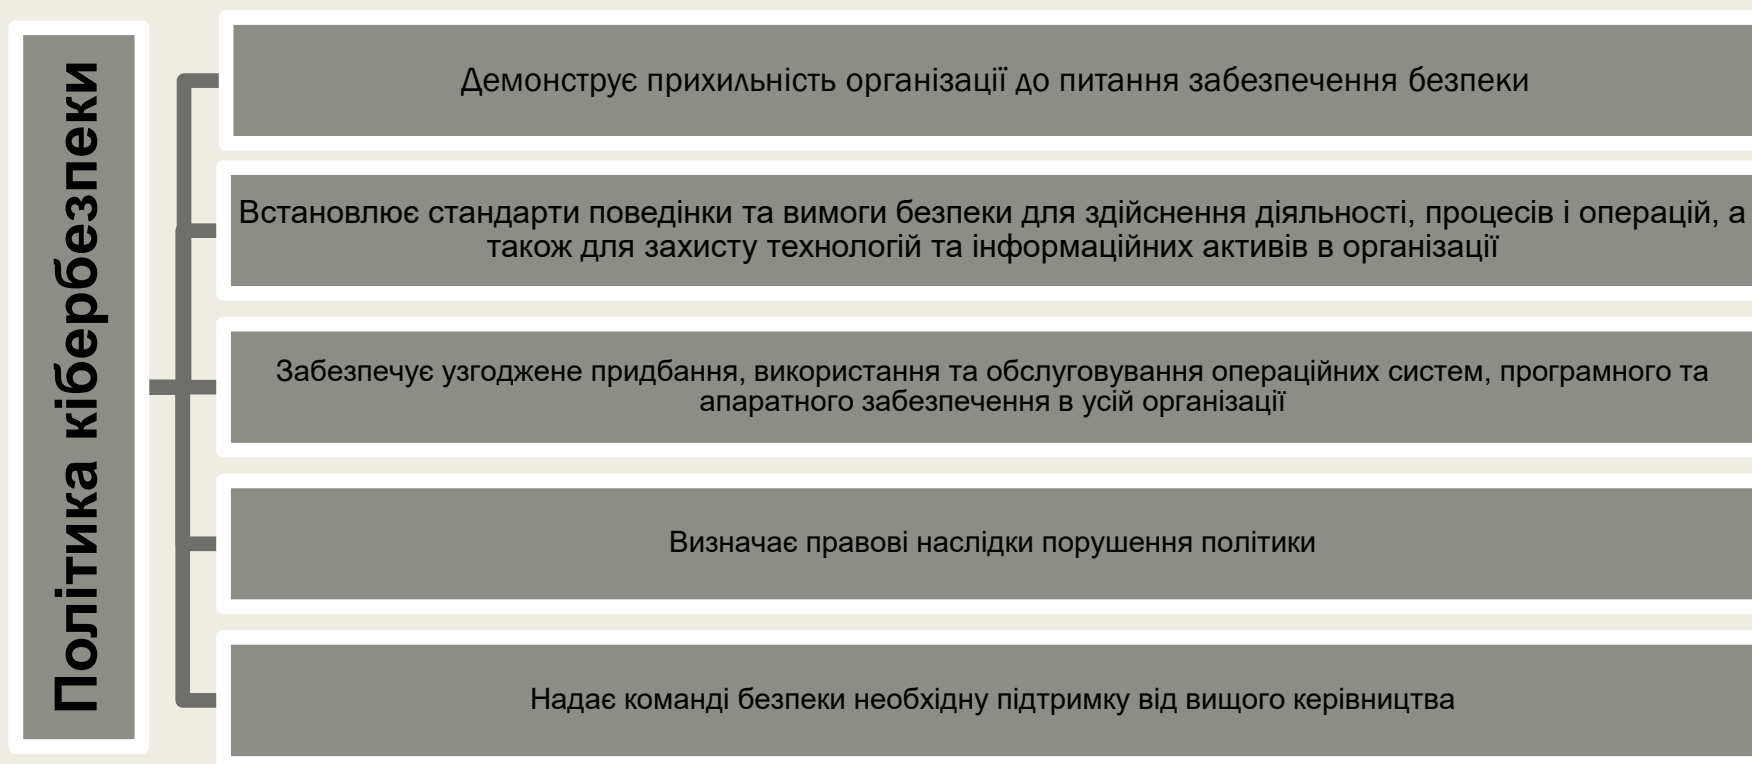 Політика кібербезпеки
Демонструє прихильність організації до питання забезпечення безпеки
Встановлює стандарти поведінки та вимоги безпеки для здійснення діяльності, процесів і операцій, а
також для захисту технологій та інформаційних активів в організації
Забезпечує узгоджене придбання, використання та обслуговування операційних систем, програмного та
апаратного забезпечення в усій організації
Визначає правові наслідки порушення політики
Надає команді безпеки необхідну підтримку від вищого керівництва